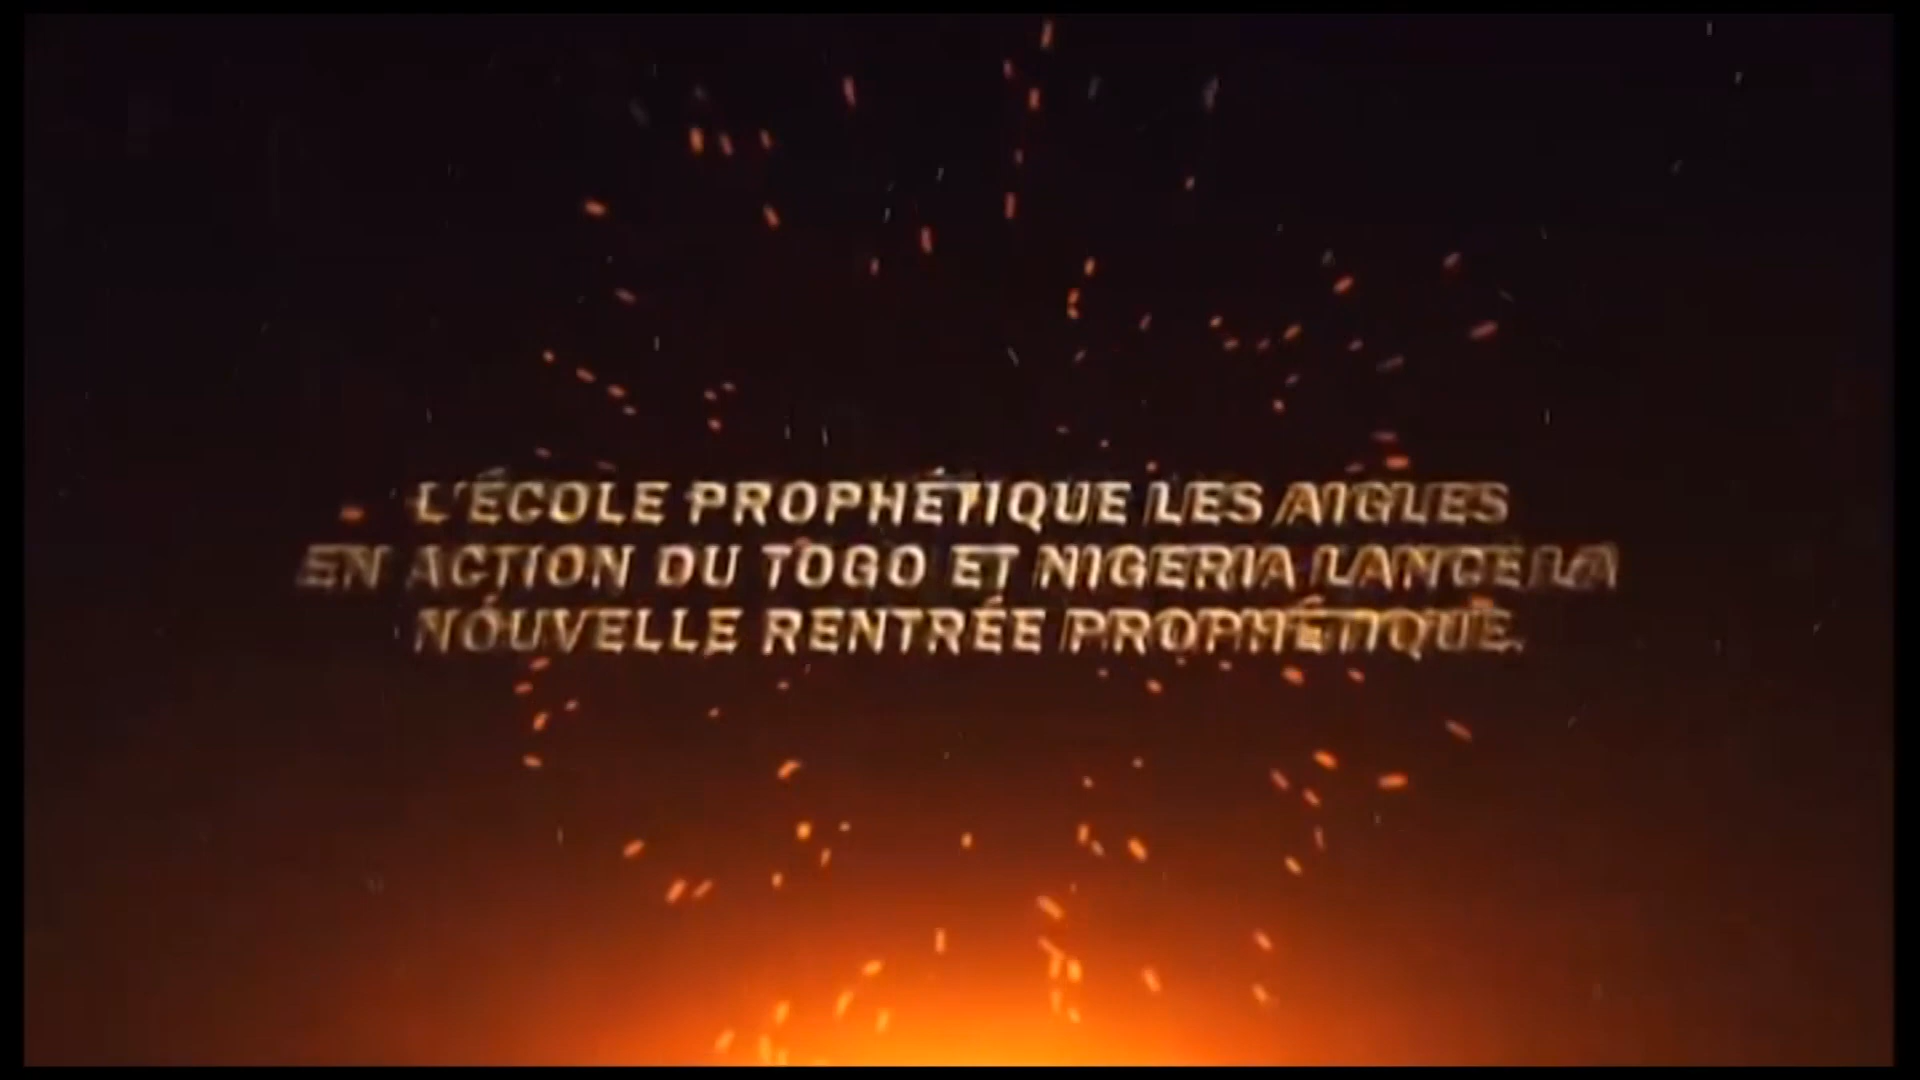 L'ÉCOLE PROPHÉTIQUE LES AIGLES
EN ACTION DU TOGO ET NIGERIA LANCE LA
NOUVELLE RENTRÉE PROPHÉTIQUE.